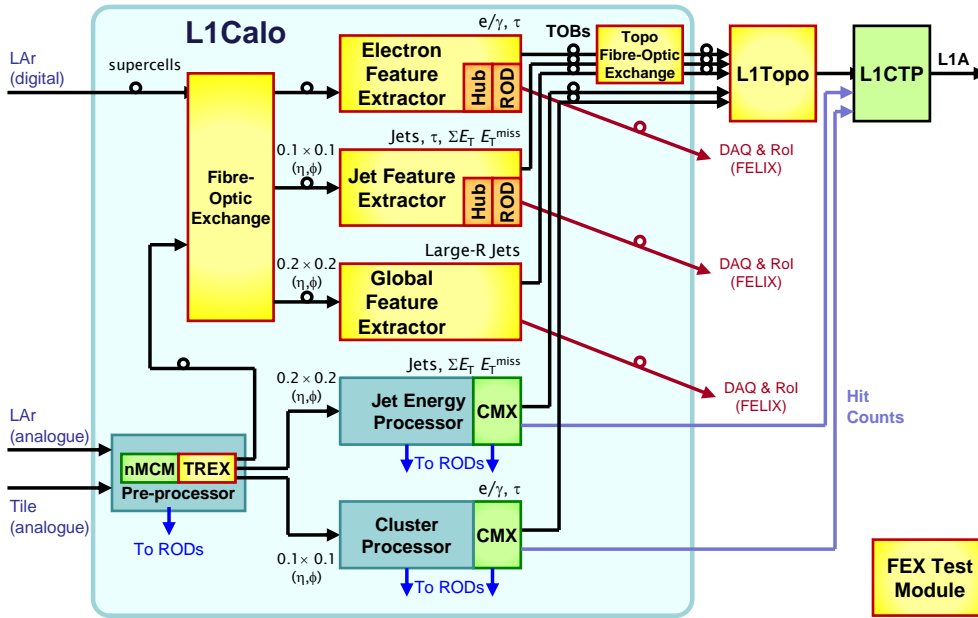 L1Calo
LAr
(digital)
supercells
Fibre-
Optic
Exchange
e/γ, τ
Electron
Feature
Extractor
Hub
ROD
TOBs
Topo
Fibre-Optic
Exchange
L1Topo
L1CTP
L1A
0.1 × 0.1
(η,ϕ)
Jets, τ, ΣE_T E_T^miss
Jet Feature
Extractor
Hub
ROD
DAQ & RoI
(FELIX)
0.2 × 0.2
(η,ϕ)
Large-R Jets
Global
Feature
Extractor
DAQ & RoI
(FELIX)
DAQ & RoI
(FELIX)
Jets, ΣE_T E_T^miss
0.2 × 0.2
(η,ϕ)
Jet Energy
Processor
CMX
To RODs
Hit
Counts
LAr
(analogue)
nMCM
TREX
Pre-processor
To RODs
Tile
(analogue)
e/γ, τ
0.1 × 0.1
(η,ϕ)
Cluster
Processor
CMX
To RODs
FEX Test
Module